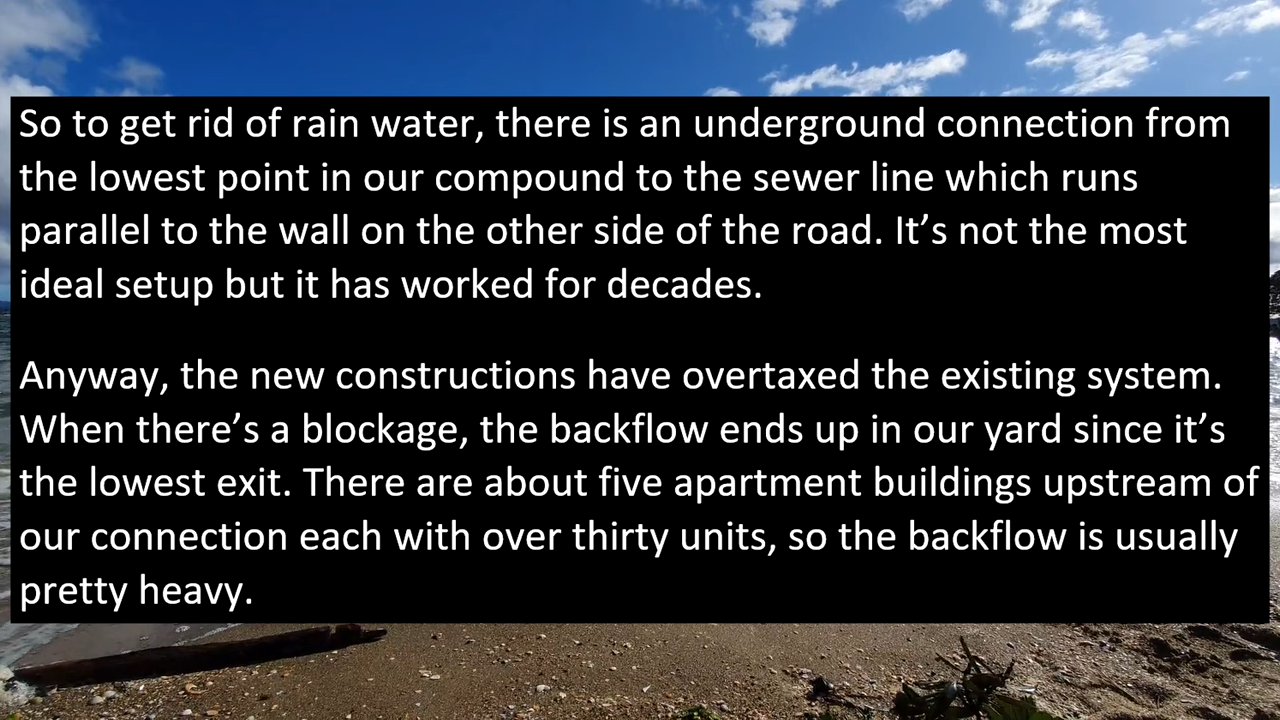 So to get rid of rain water, there is an underground connection from
the lowest point in our compound to the sewer line which runs
parallel to the wall on the other side of the road. It’s not the most
ideal setup but it has worked for decades.
Anyway, the new constructions have overtaxed the existing system.
When there’s a blockage, the backflow ends up in our yard since it’s
the lowest exit. There are about five apartment buildings upstream of
our connection each with over thirty units, so the backflow is usually
pretty heavy.